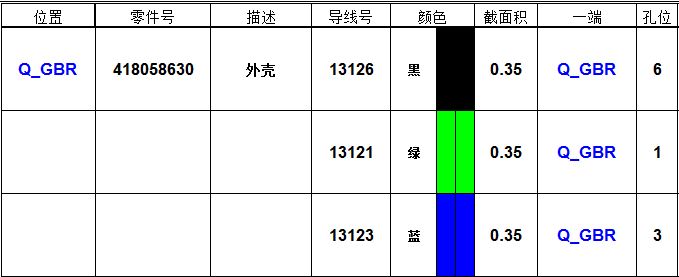 位置 零件号 描述 导线号 颜色 截面积 一端 孔位
Q_GBR 418058630 外壳 13126 黑 0.35 Q_GBR 6
13121 绿 0.35 Q_GBR 1
13123 蓝 0.35 Q_GBR 3